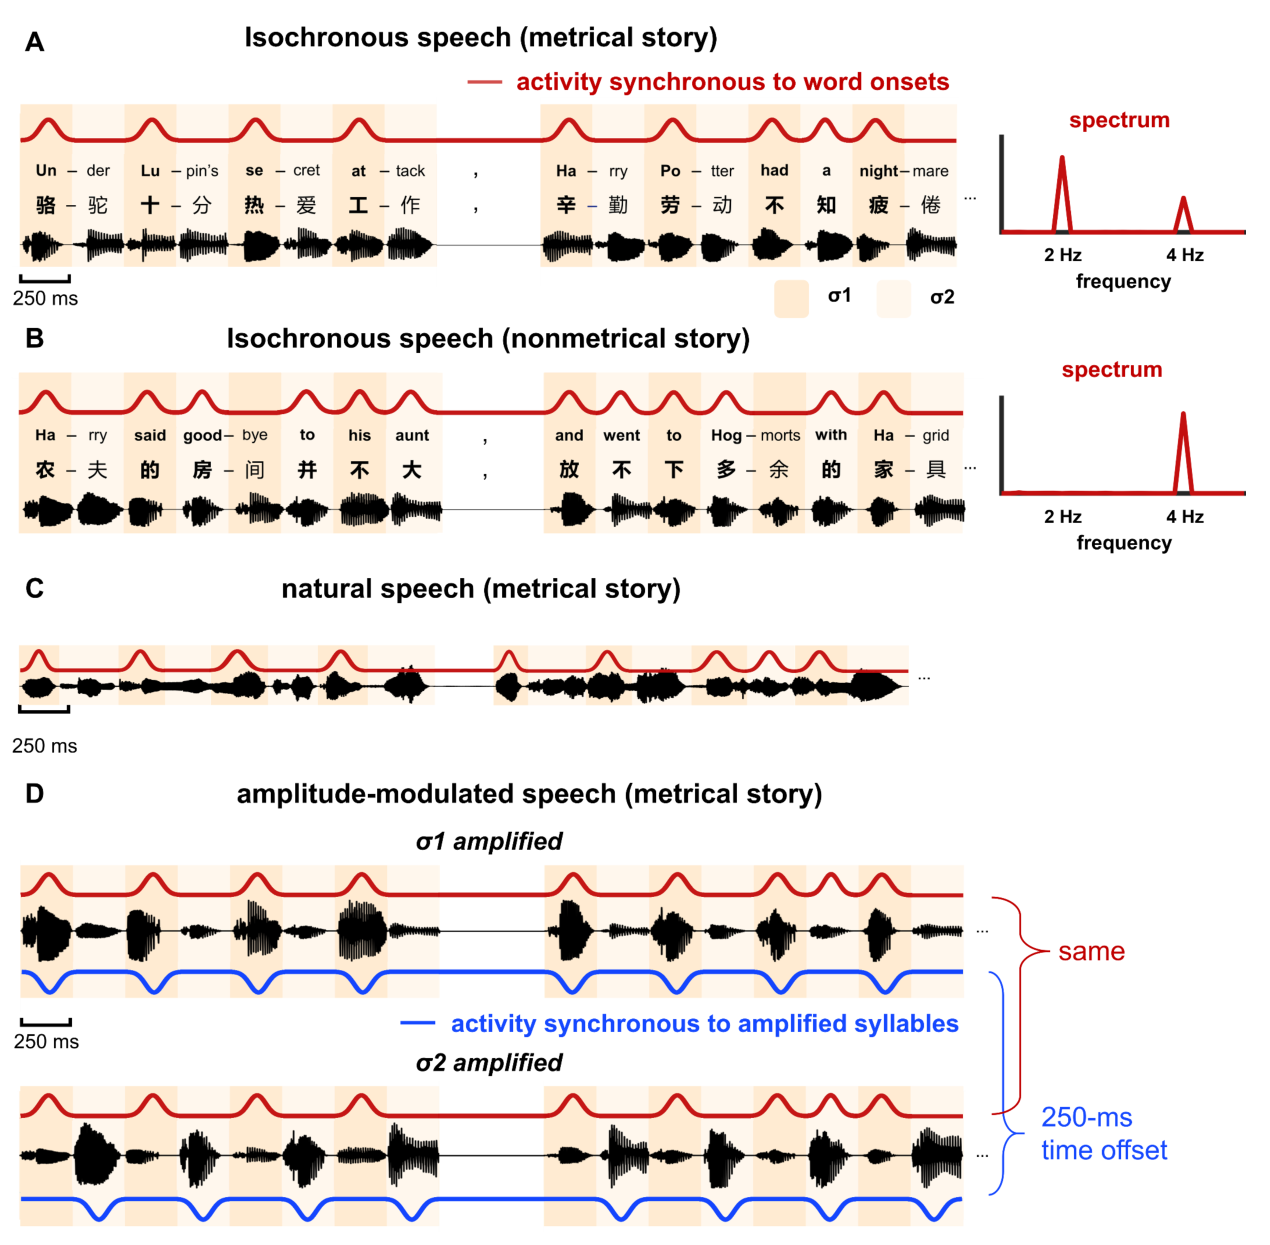 A
Isochronous speech (metrical story)
activity synchronous to word onsets
spectrum
Un – der Lu – pin's se – cret at – tack , Ha – rry Po – tter had a night – mare
骆 – 驼 十 – 分 热 – 爱 工 – 作 , 辛 – 勤 劳 – 动 不 知 疲 – 倦 ...
250 ms
2 Hz 4 Hz
frequency
σ1 σ2
B
Isochronous speech (nonmetrical story)
spectrum
Ha – rry said good – bye to his aunt , and went to Hog – morts with Ha – grid
农 – 夫 的 房 – 间 并 不 大 , 放 不 下 多 – 余 的 家 – 具 ...
2 Hz 4 Hz
frequency
C
natural speech (metrical story)
...
250 ms
D
amplitude-modulated speech (metrical story)
σ1 amplified
...
same
activity synchronous to amplified syllables
250 ms
σ2 amplified
...
250-ms
time offset